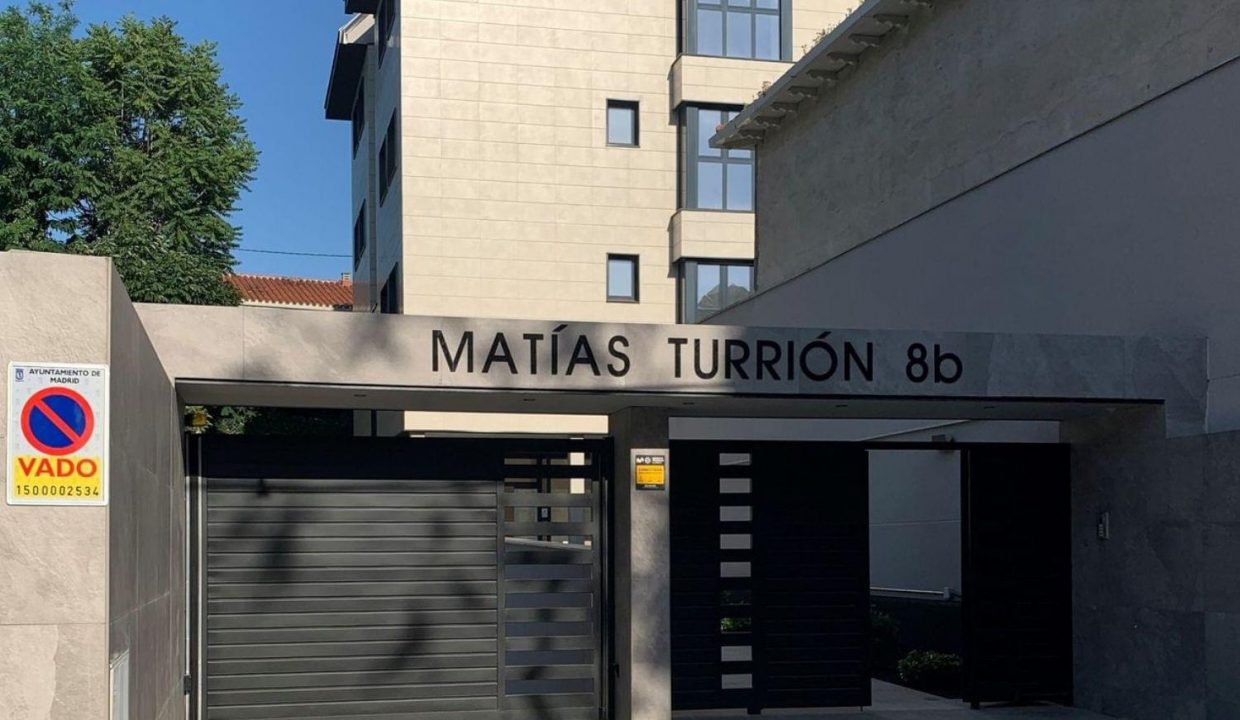 AYUNTAMIENTO DE
MADRID
VADO
1500002534
MATÍAS TURRIÓN 8b